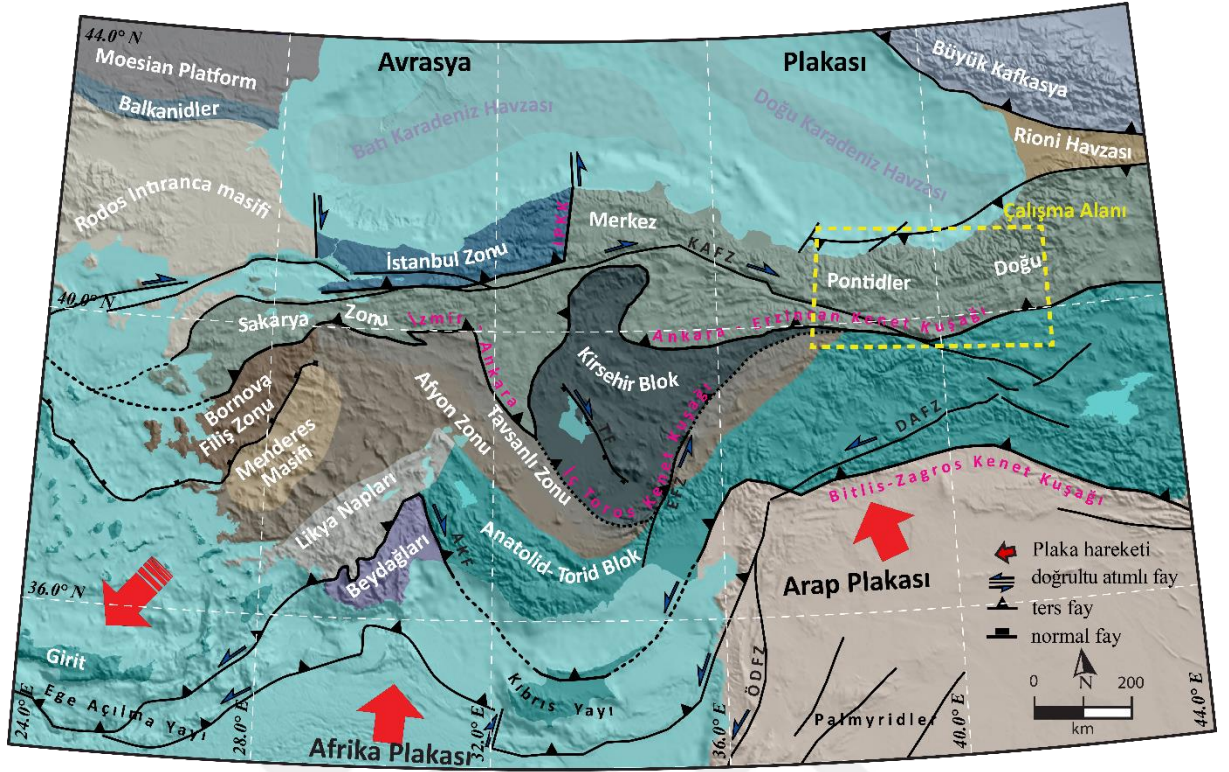 44.0° N
Avrasya
Plakası
Moesian Platform
Büyük Kafkasya
Balkanidler
Batı Karadeniz Havzası
Doğu Karadeniz Havzası
Rioni Havzası
Rodos Intıranca masifi
Çalışma Alanı
Merkez
IPKK
İstanbul Zonu
KAFZ
Pontidler
Doğu
40.0° N
Sakarya
Zonu
İzmir -
Ankara
Ankara - Erzincan Kenet Kuşağı
Kirşehir Blok
Bornova
Filiş Zonu
Menderes
Masifi
Afyon Zonu
Tavsanlı Zonu
TF
İç Toros Kenet Kuşağı
EFZ
DAFZ
Bitlis-Zagros Kenet Kuşağı
Likya Napları
Beydağları
AKF
Anatolid-Torid Blok
Arap Plakası
36.0° N
Girit
Ege Açılma Yayı
Kıbrıs Yayı
ÖDFZ
Palmyridler
Afrika Plakası
Plaka hareketi
doğrultu atımlı fay
ters fay
normal fay
0 N 200
km
24.0° E
28.0° E
32.0° E
36.0° E
40.0° E
44.0° E